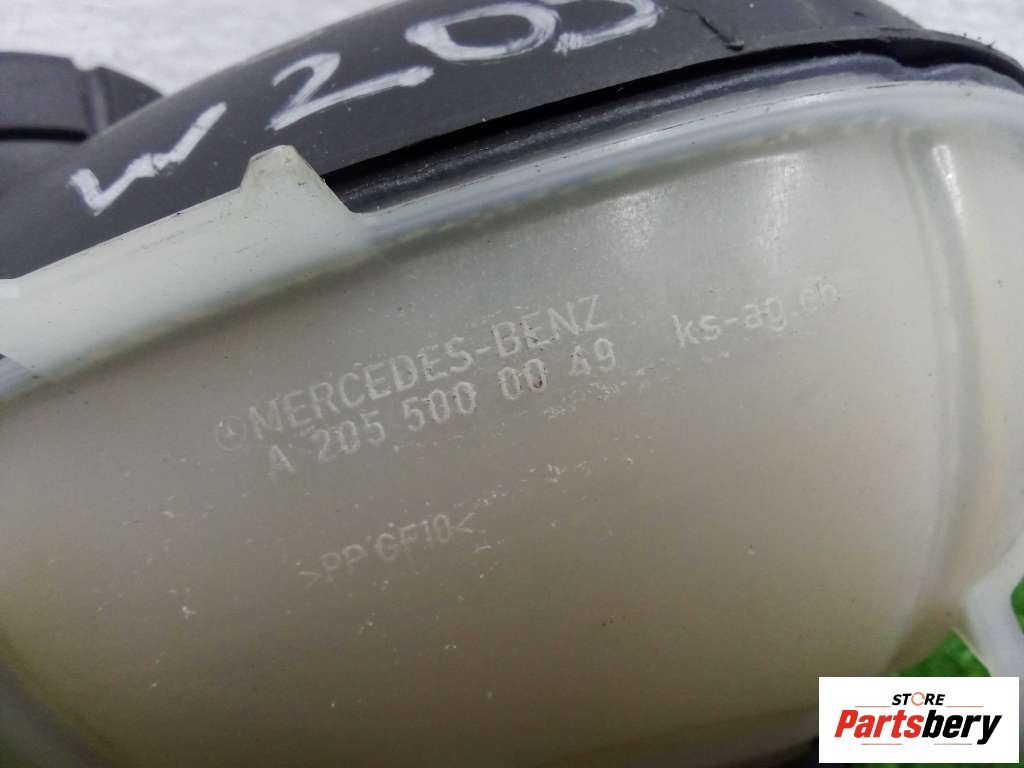 W205
MERCEDES-BENZ
A 205 500 00 49 ks-ag.ch
>PP GF10<
STORE
Partsbery